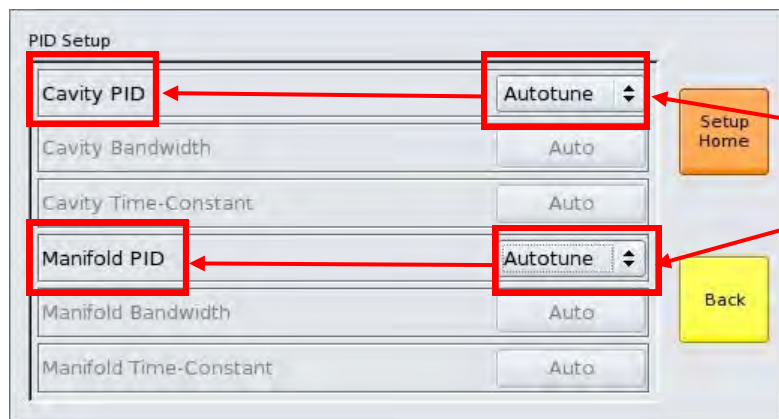 PID Setup
Cavity PID
Autotune
Cavity Bandwidth
Auto
Cavity Time-Constant
Auto
Manifold PID
Autotune
Manifold Bandwidth
Auto
Manifold Time-Constant
Auto
Setup
Home
Back